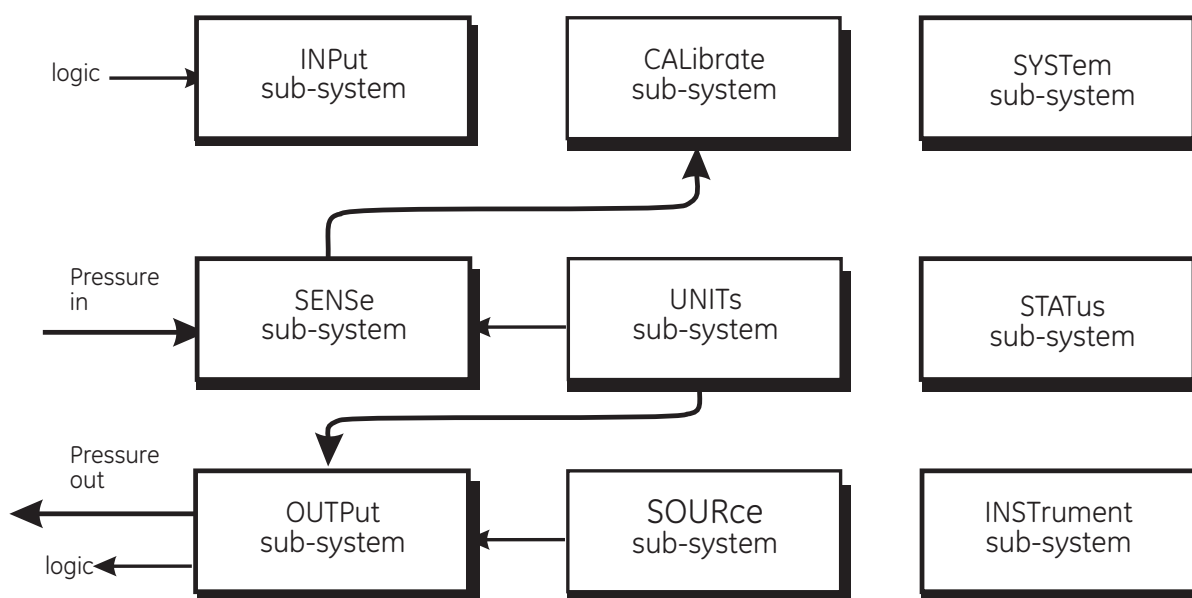 logic
INPut
sub-system
CALibrate
sub-system
SYSTem
sub-system
Pressure
in
SENSe
sub-system
UNITs
sub-system
STATus
sub-system
Pressure
out
logic
OUTPut
sub-system
SOURce
sub-system
INSTrument
sub-system